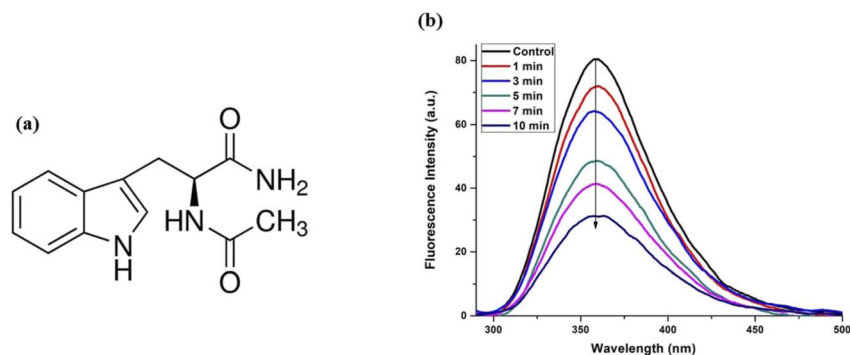 (a)
O
NH₂
HN
CH₃
N
H
O
(b)
Control
1 min
3 min
5 min
7 min
10 min
Fluorescence Intensity (a.u.)
80
60
40
20
0
300
350
400
450
500
Wavelength (nm)